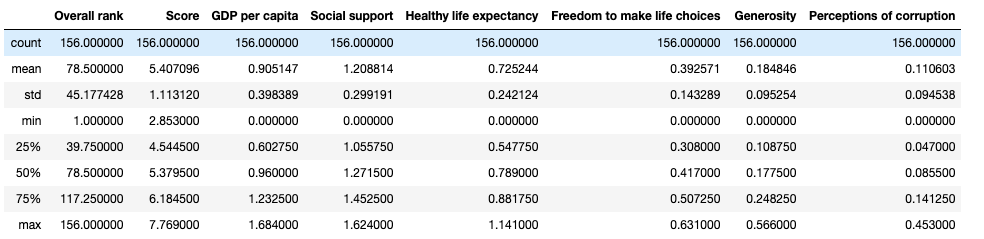 Overall rank Score GDP per capita Social support Healthy life expectancy Freedom to make life choices Generosity Perceptions of corruption
count 156.000000 156.000000 156.000000 156.000000 156.000000 156.000000 156.000000 156.000000
mean 78.500000 5.407096 0.905147 1.208814 0.725244 0.392571 0.184846 0.110603
std 45.177428 1.113120 0.398389 0.299191 0.242124 0.143289 0.095254 0.094538
min 1.000000 2.853000 0.000000 0.000000 0.000000 0.000000 0.000000 0.000000
25% 39.750000 4.544500 0.602750 1.055750 0.547750 0.308000 0.108750 0.047000
50% 78.500000 5.379500 0.960000 1.271500 0.789000 0.417000 0.177500 0.085500
75% 117.250000 6.184500 1.232500 1.452500 0.881750 0.507250 0.248250 0.141250
max 156.000000 7.769000 1.684000 1.624000 1.141000 0.631000 0.566000 0.453000